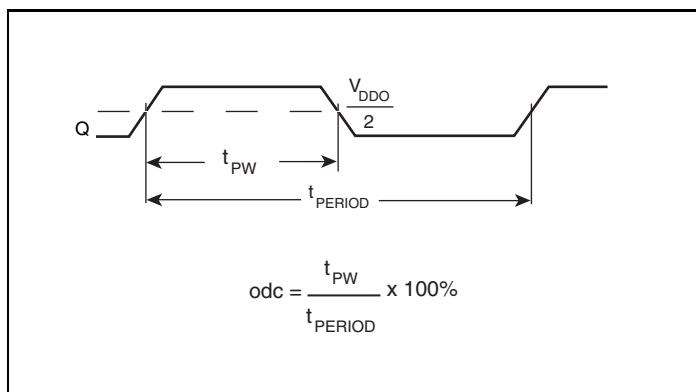 V_DDO
2
Q
t_PW
t_PERIOD
odc = t_PW / t_PERIOD x 100%